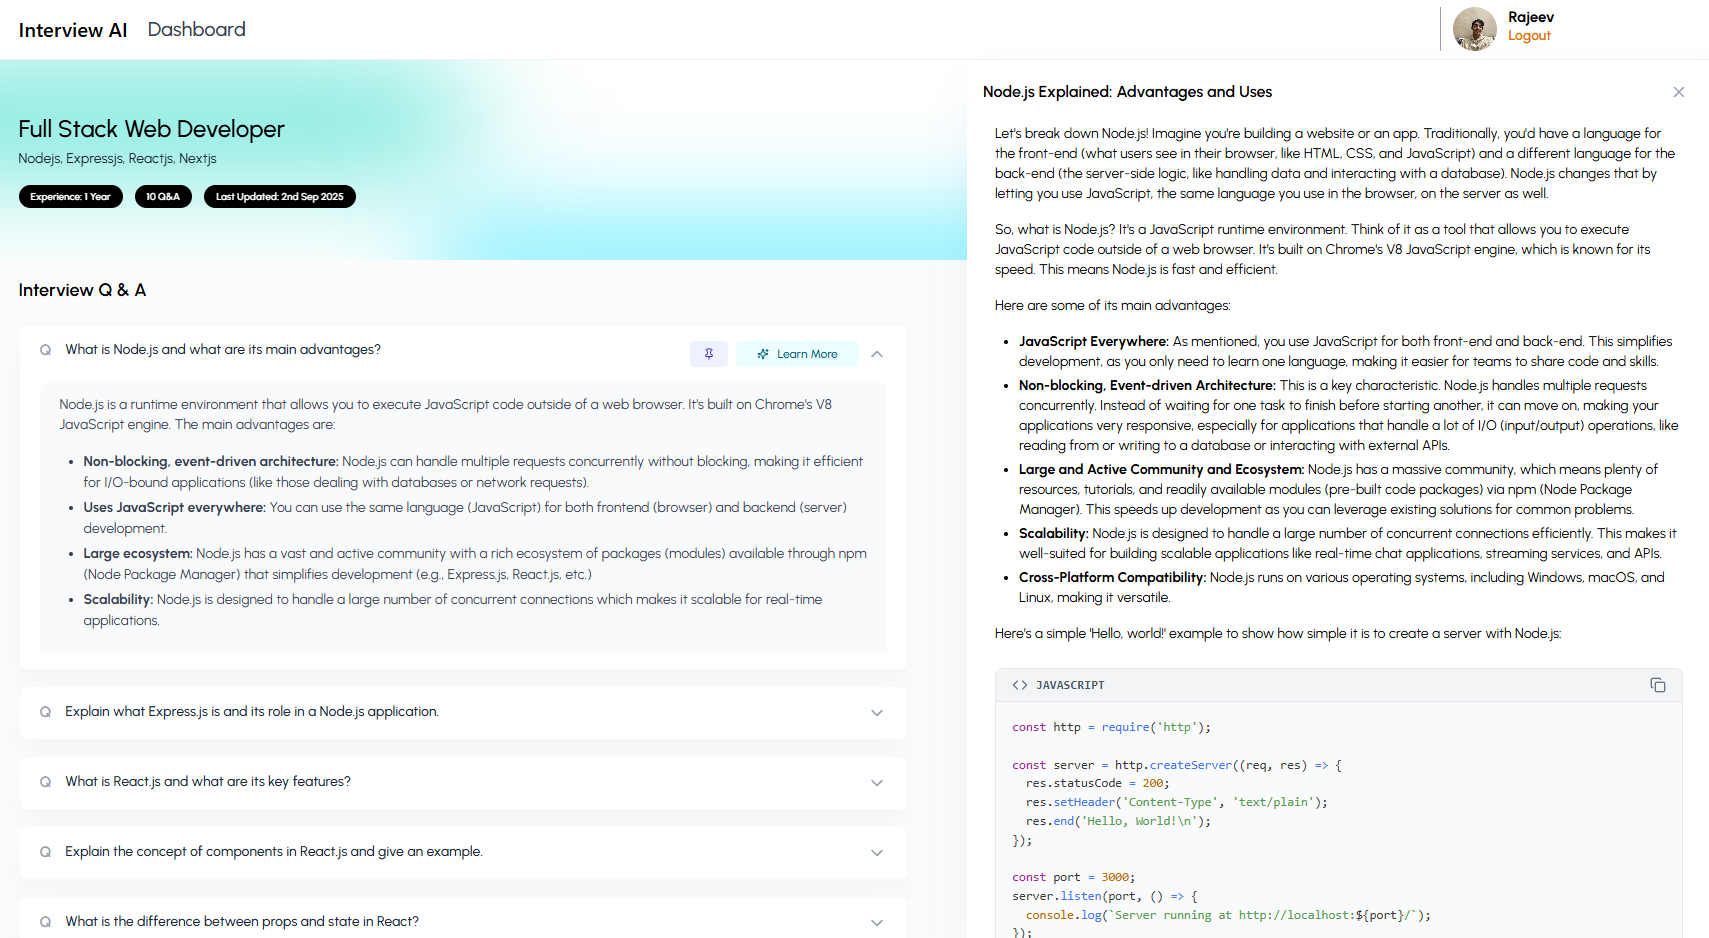 Interview AI
Dashboard
Rajeev
Logout
Full Stack Web Developer
Nodejs, Expressjs, Reactjs, Nextjs
Experience: 1 Year
10 Q&A
Last Updated: 2nd Sep 2025
Interview Q & A
Q What is Node.js and what are its main advantages?
Learn More
Node.js is a runtime environment that allows you to execute JavaScript code outside of a web browser. It's built on Chrome's V8
JavaScript engine. The main advantages are:
• Non-blocking, event-driven architecture: Node.js can handle multiple requests concurrently without blocking, making it efficient
for I/O-bound applications (like those dealing with databases or network requests).
• Uses JavaScript everywhere: You can use the same language (JavaScript) for both frontend (browser) and backend (server)
development.
• Large ecosystem: Node.js has a vast and active community with a rich ecosystem of packages (modules) available through npm
(Node Package Manager) that simplifies development (e.g., Express.js, React.js, etc.)
• Scalability: Node.js is designed to handle a large number of concurrent connections which makes it scalable for real-time
applications.
Q Explain what Express.js is and its role in a Node.js application.
Q What is React.js and what are its key features?
Q Explain the concept of components in React.js and give an example.
Q What is the difference between props and state in React?
Node.js Explained: Advantages and Uses
Let's break down Node.js! Imagine you're building a website or an app. Traditionally, you'd have a language for
the front-end (what users see in their browser, like HTML, CSS, and JavaScript) and a different language for the
back-end (the server-side logic, like handling data and interacting with a database). Node.js changes that by
letting you use JavaScript, the same language you use in the browser, on the server as well.
So, what is Node.js? It's a JavaScript runtime environment. Think of it as a tool that allows you to execute
JavaScript code outside of a web browser. It's built on Chrome's V8 JavaScript engine, which is known for its
speed. This means Node.js is fast and efficient.
Here are some of its main advantages:
• JavaScript Everywhere: As mentioned, you use JavaScript for both front-end and back-end. This simplifies
development, as you only need to learn one language, making it easier for teams to share code and skills.
• Non-blocking, Event-driven Architecture: This is a key characteristic. Node.js handles multiple requests
concurrently. Instead of waiting for one task to finish before starting another, it can move on, making your
applications very responsive, especially for applications that handle a lot of I/O (input/output) operations, like
reading from or writing to a database or interacting with external APIs.
• Large and Active Community and Ecosystem: Node.js has a massive community, which means plenty of
resources, tutorials, and readily available modules (pre-built code packages) via npm (Node Package
Manager). This speeds up development as you can leverage existing solutions for common problems.
• Scalability: Node.js is designed to handle a large number of concurrent connections efficiently. This makes it
well-suited for building scalable applications like real-time chat applications, streaming services, and APIs.
• Cross-Platform Compatibility: Node.js runs on various operating systems, including Windows, macOS, and
Linux, making it versatile.
Here's a simple 'Hello, world!' example to show how simple it is to create a server with Node.js:
<> JAVASCRIPT
const http = require('http');
const server = http.createServer((req, res) => {
res.statusCode = 200;
res.setHeader('Content-Type', 'text/plain');
res.end('Hello, World!\n');
});
const port = 3000;
server.listen(port, () => {
console.log(`Server running at http://localhost:${port}/`);
});